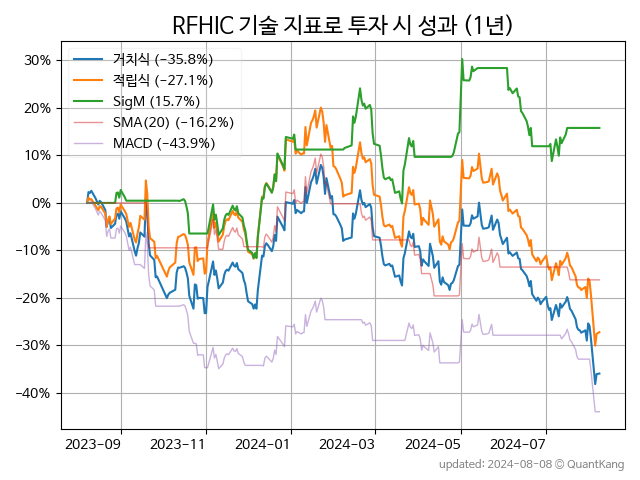 RFHIC 기술 지표로 투자 시 성과 (1년)
거치식 (−35.8%)
적립식 (−27.1%)
SigM (15.7%)
SMA(20) (−16.2%)
MACD (−43.9%)
30%
20%
10%
0%
−10%
−20%
−30%
−40%
2023-09 2023-11 2024-01 2024-03 2024-05 2024-07
updated: 2024-08-08 © QuantKang